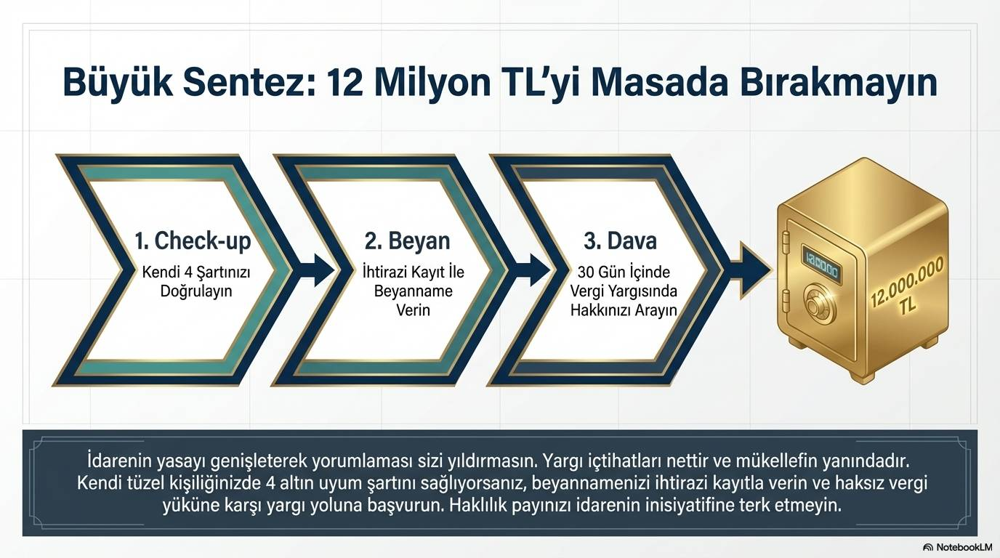 Büyük Sentez: 12 Milyon TL'yi Masada Bırakmayın
1. Check-up
Kendi 4 Şartınızı
Doğrulayın
2. Beyan
İhtirazi Kayıt İle
Beyanname
Verin
3. Dava
30 Gün İçinde
Vergi Yargısında
Hakkınızı Arayın
12.000.000
TL
İdarenin yasayı genişleterek yorumlaması sizi yıldırmasın. Yargı içtihatları nettir ve mükellefin yanındadır.
Kendi tüzel kişiliğinizde 4 altın uyum şartını sağlıyorsanız, beyannamenizi ihtirazi kayıtla verin ve haksız vergi
yüküne karşı yargı yoluna başvurun. Haklılık payınızı idarenin inisiyatifine terk etmeyin.
NotebookLM